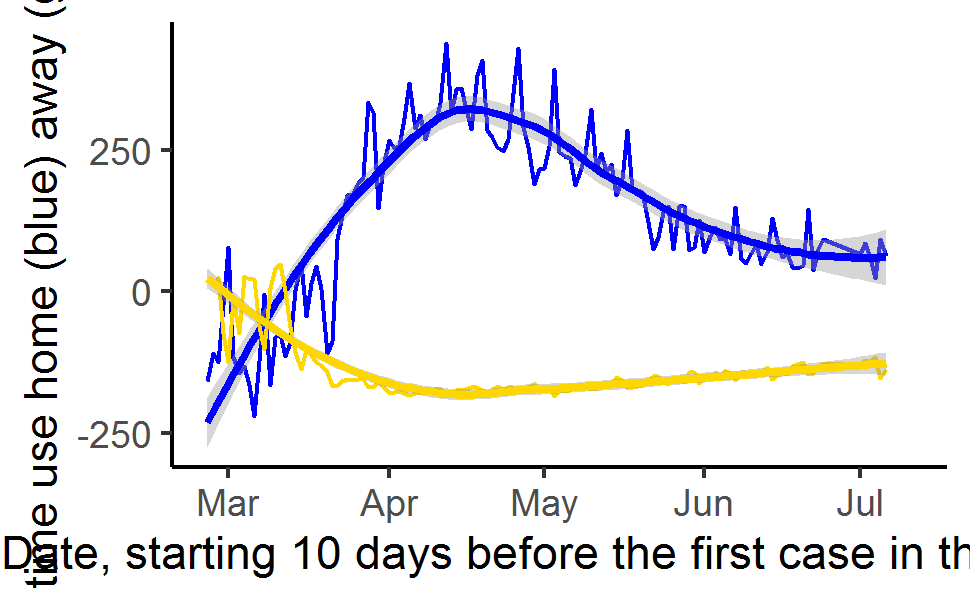 time use home (blue) away (
250
0
-250
Mar Apr May Jun Jul
Date, starting 10 days before the first case in th